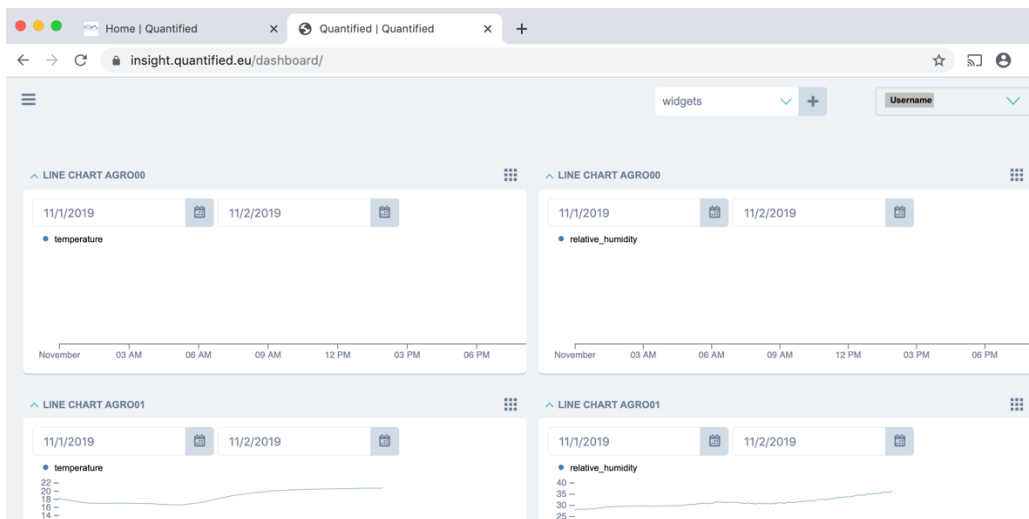 Home | Quantified
Quantified | Quantified
insight.quantified.eu/dashboard/
widgets
Username
LINE CHART AGRO00
11/1/2019 11/2/2019
temperature
November 03 AM 06 AM 09 AM 12 PM 03 PM 06 PM
LINE CHART AGRO00
11/1/2019 11/2/2019
relative_humidity
November 03 AM 06 AM 09 AM 12 PM 03 PM 06 PM
LINE CHART AGRO01
11/1/2019 11/2/2019
temperature
22
20
18
16
14
LINE CHART AGRO01
11/1/2019 11/2/2019
relative_humidity
40
35
30
25